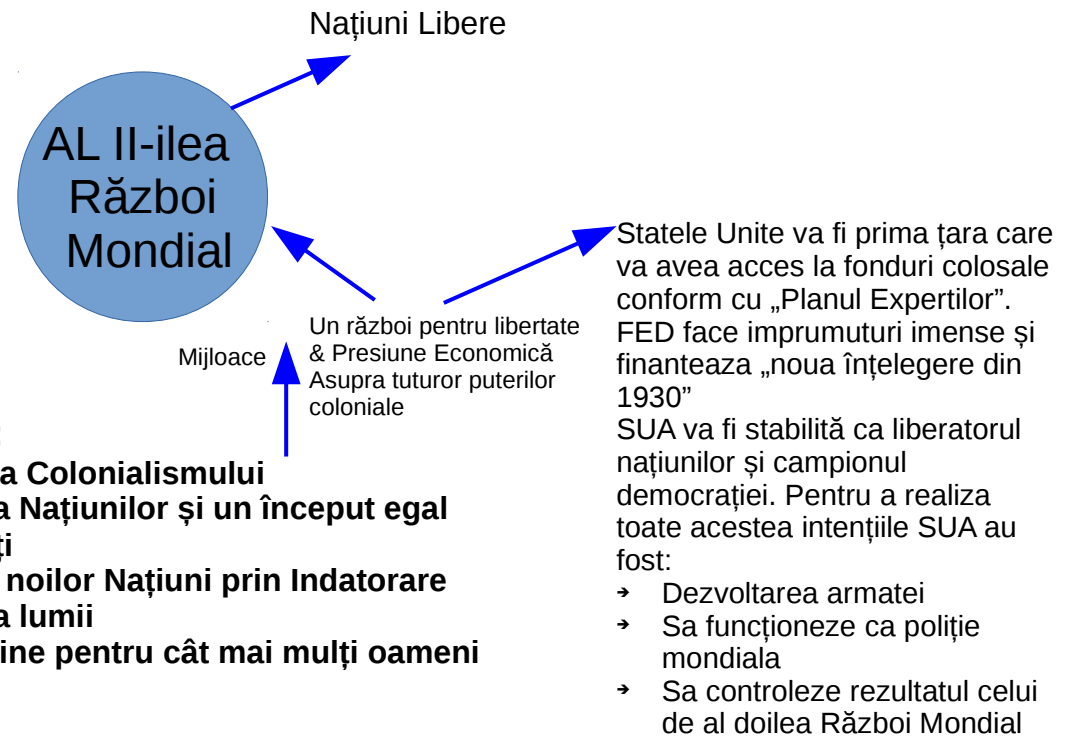 Națiuni Libere
AL II-ilea
Război
Mondial
Mijloace
Un război pentru libertate
& Presiune Economică
Asupra tuturor puterilor
coloniale
a Colonialismului
a Națiunilor și un început egal
ți
noilor Națiuni prin Indatorare
a lumii
ine pentru cât mai mulți oameni
Statele Unite va fi prima țara care
va avea acces la fonduri colosale
conform cu „Planul Expertilor”.
FED face imprumuturi imense și
finanteaza „noua înțelegere din
1930”
SUA va fi stabilită ca liberatorul
națiunilor și campionul
democrației. Pentru a realiza
toate acestea intențiile SUA au
fost:
➔ Dezvoltarea armatei
➔ Sa funcționeze ca poliție
mondiala
➔ Sa controleze rezultatul celui
de al doilea Război Mondial